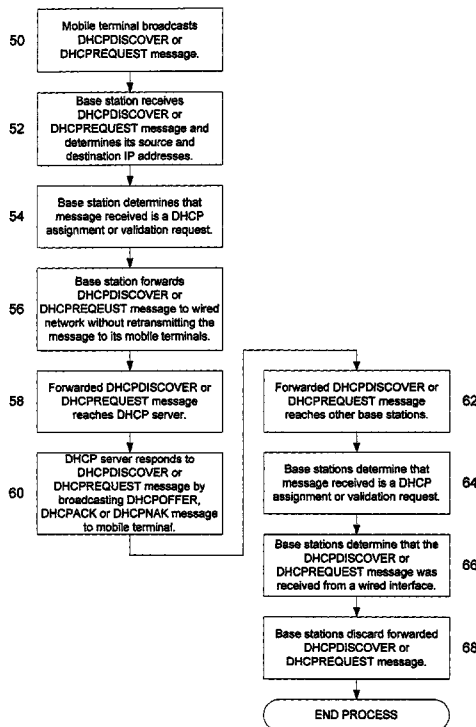 50
Mobile terminal broadcasts
DHCPDISCOVER or
DHCPREQUEST message.
52
Base station receives
DHCPDISCOVER or
DHCPREQUEST message and
determines its source and
destination IP addresses.
54
Base station determines that
message received is a DHCP
assignment or validation request.
56
Base station forwards
DHCPDISCOVER or
DHCPREQEUST message to wired
network without retransmitting the
message to its mobile terminals.
58
Forwarded DHCPDISCOVER or
DHCPREQUEST message
reaches DHCP server.
60
DHCP server responds to
DHCPDISCOVER or
DHCPREQUEST message by
broadcasting DHCPOFFER,
DHCPACK or DHCPNAK message
to mobile terminal.
Forwarded DHCPDISCOVER or
DHCPREQUEST message
reaches other base stations.
62
Base stations determine that
message received is a DHCP
assignment or validation request.
64
Base stations determine that the
DHCPDISCOVER or
DHCPREQUEST message was
received from a wired interface.
66
Base stations discard forwarded
DHCPDISCOVER or
DHCPREQUEST message.
68
END PROCESS